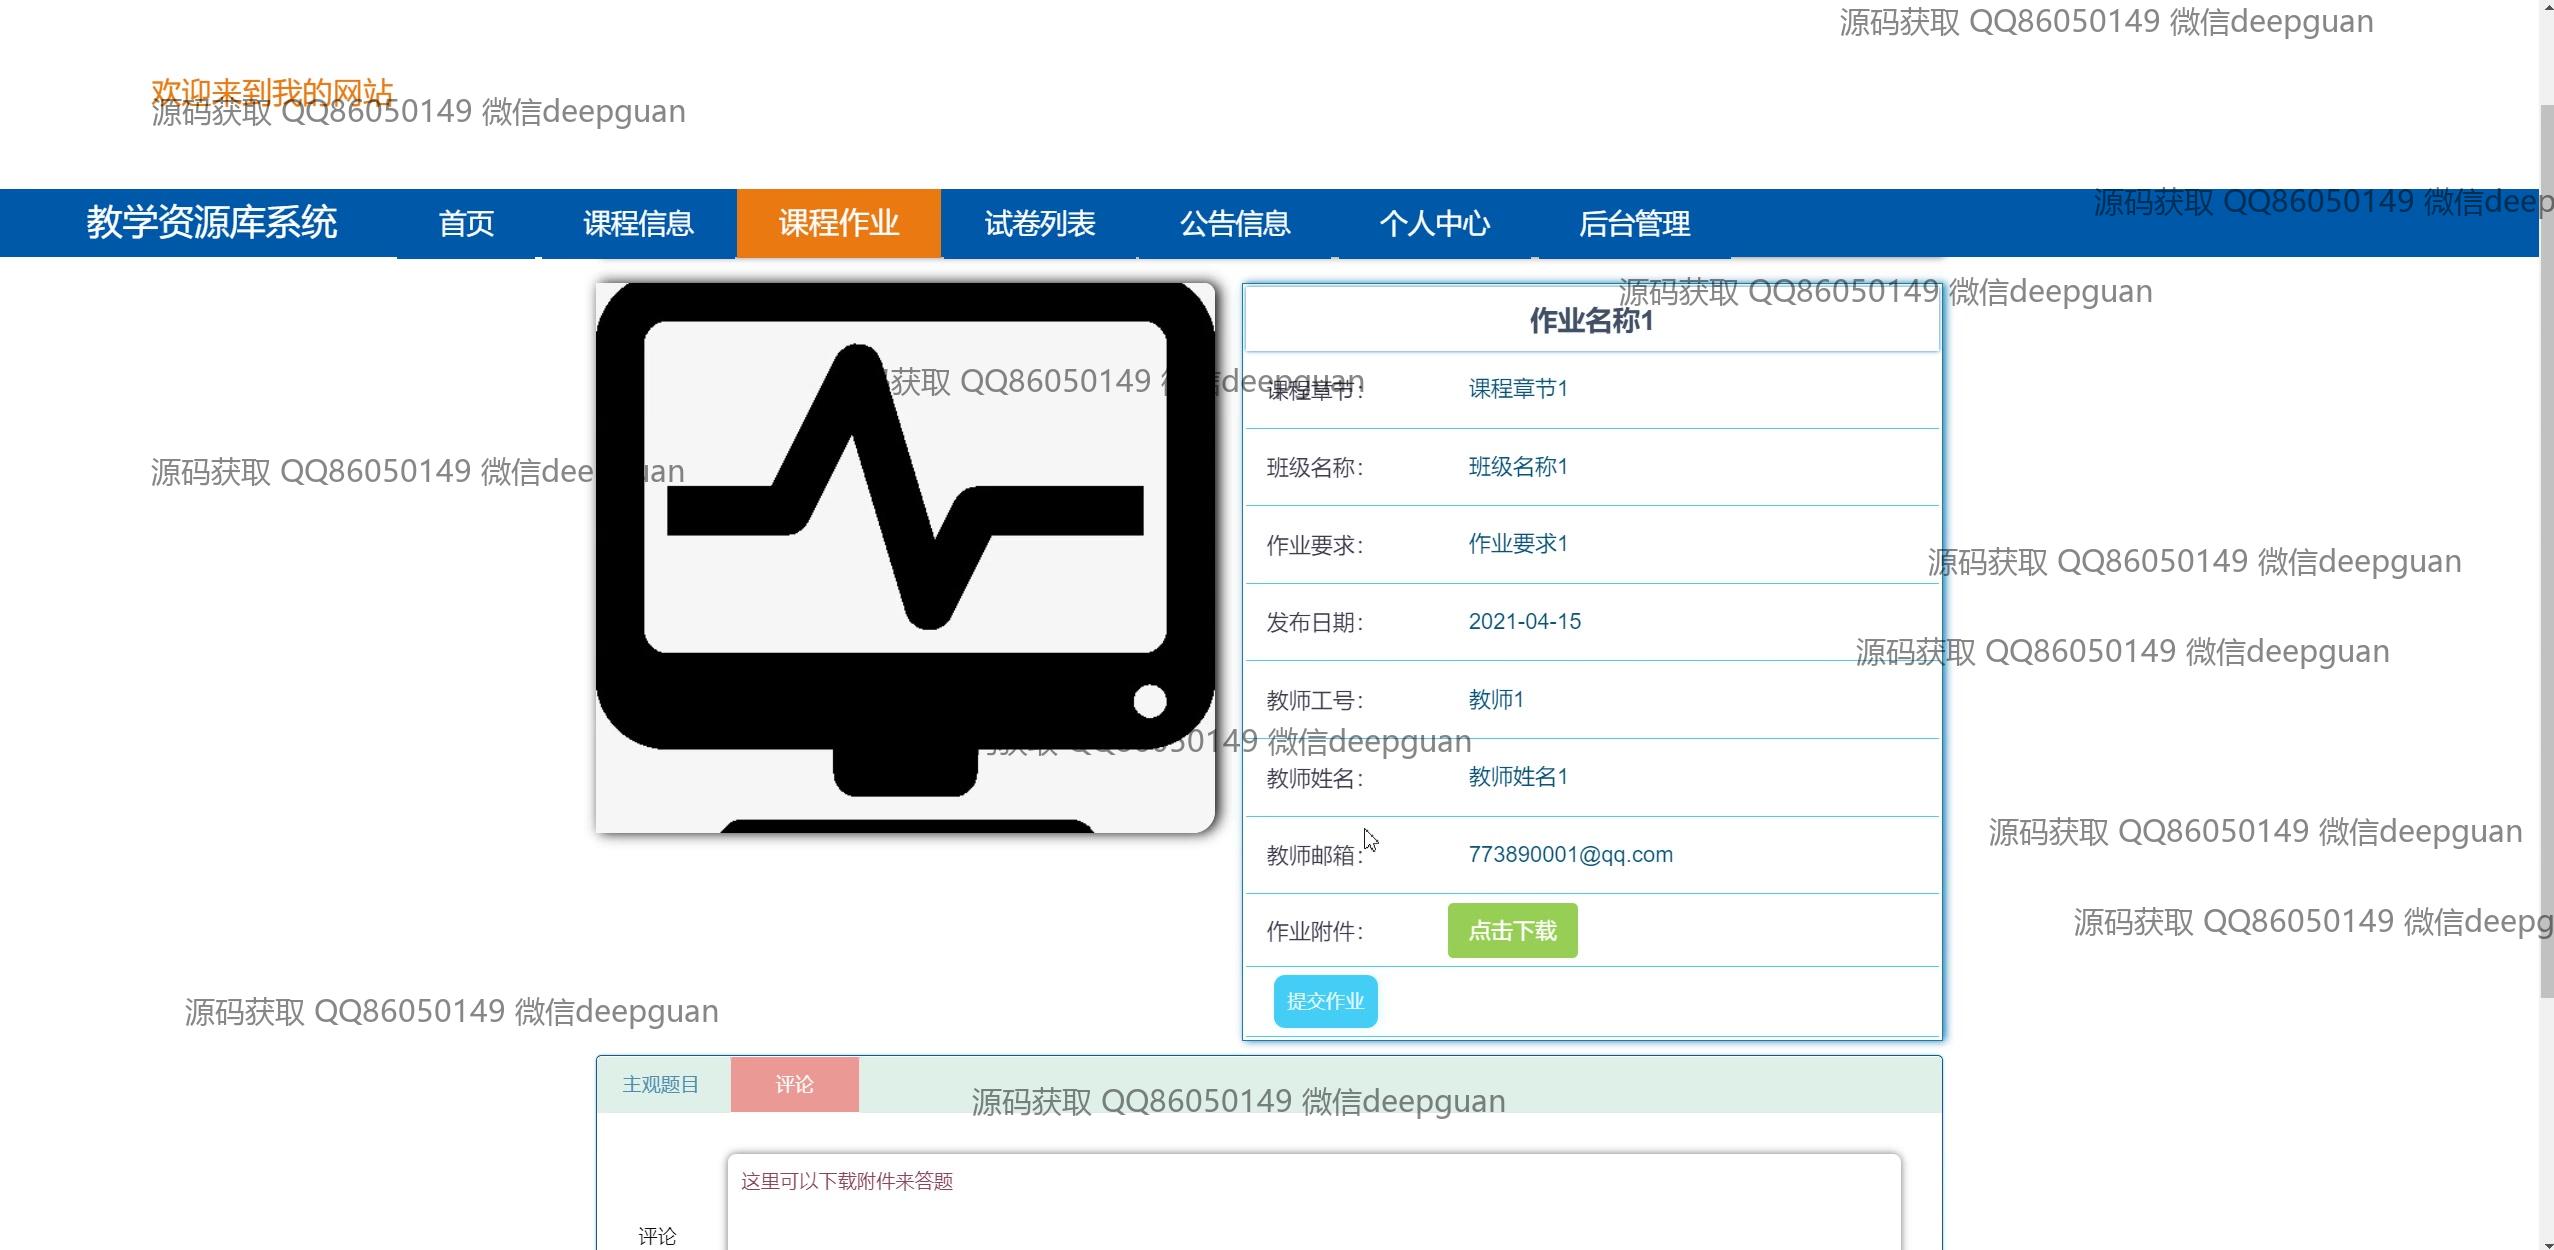 源码获取 QQ86050149 微信deepguan
欢迎来到我的网站
源码获取 QQ86050149 微信deepguan
教学资源库系统 首页 课程信息 课程作业 试卷列表 公告信息 个人中心 后台管理
源码获取 QQ86050149 微信deep
源码获取 QQ86050149 微信deepguan
作业名称1
获取 QQ86050149 deepguan
课程章节： 课程章节1
源码获取 QQ86050149 微信dee uan
班级名称： 班级名称1
作业要求： 作业要求1
源码获取 QQ86050149 微信deepguan
发布日期： 2021-04-15
源码获取 QQ86050149 微信deepguan
教师工号： 教师1
微信deepguan
教师姓名： 教师姓名1
源码获取 QQ86050149 微信deepguan
教师邮箱： 773890001@qq.com
源码获取 QQ86050149 微信deepg
作业附件： 点击下载
提交作业
源码获取 QQ86050149 微信deepguan
主观题目 评论
源码获取 QQ86050149 微信deepguan
这里可以下载附件来答题
评论